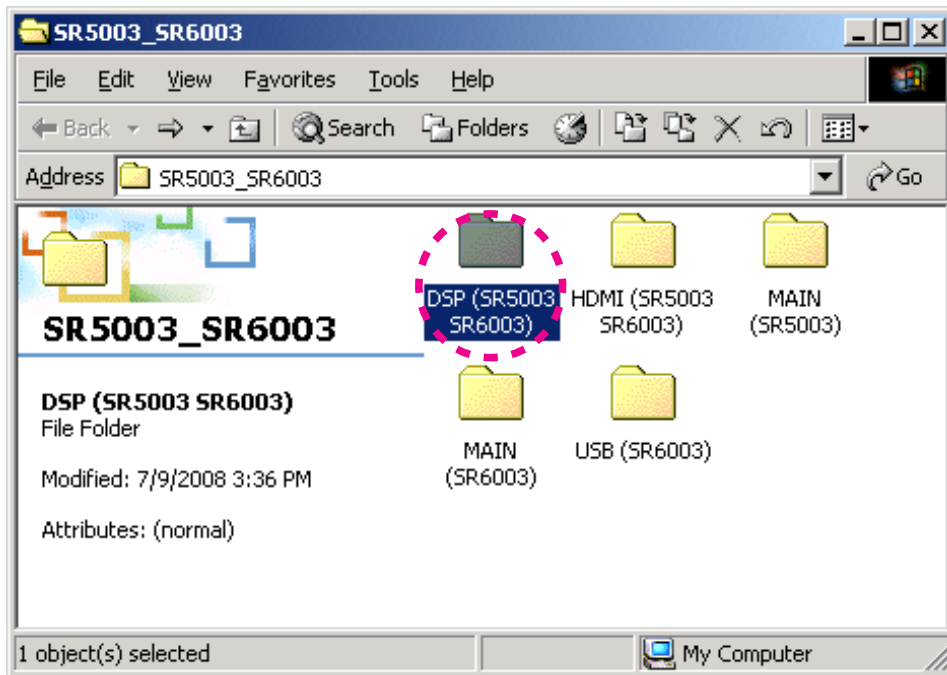 SR5003_SR6003
File Edit View Favorites Tools Help
Back Search Folders
Address SR5003_SR6003 Go
SR5003_SR6003
DSP (SR5003 SR6003)
File Folder
Modified: 7/9/2008 3:36 PM
Attributes: (normal)
DSP (SR5003
SR6003)
HDMI (SR5003
SR6003)
MAIN
(SR5003)
MAIN
(SR6003)
USB (SR6003)
1 object(s) selected
My Computer